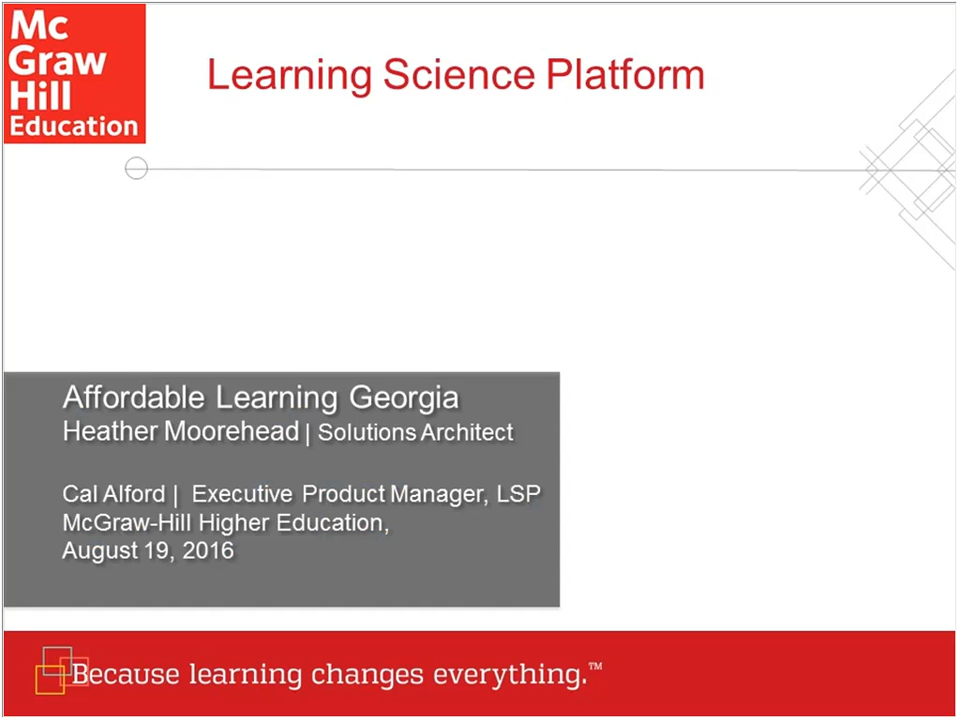 Mc
Graw
Hill
Education
Learning Science Platform
Affordable Learning Georgia
Heather Moorehead | Solutions Architect
Cal Alford | Executive Product Manager, LSP
McGraw-Hill Higher Education,
August 19, 2016
Because learning changes everything.™